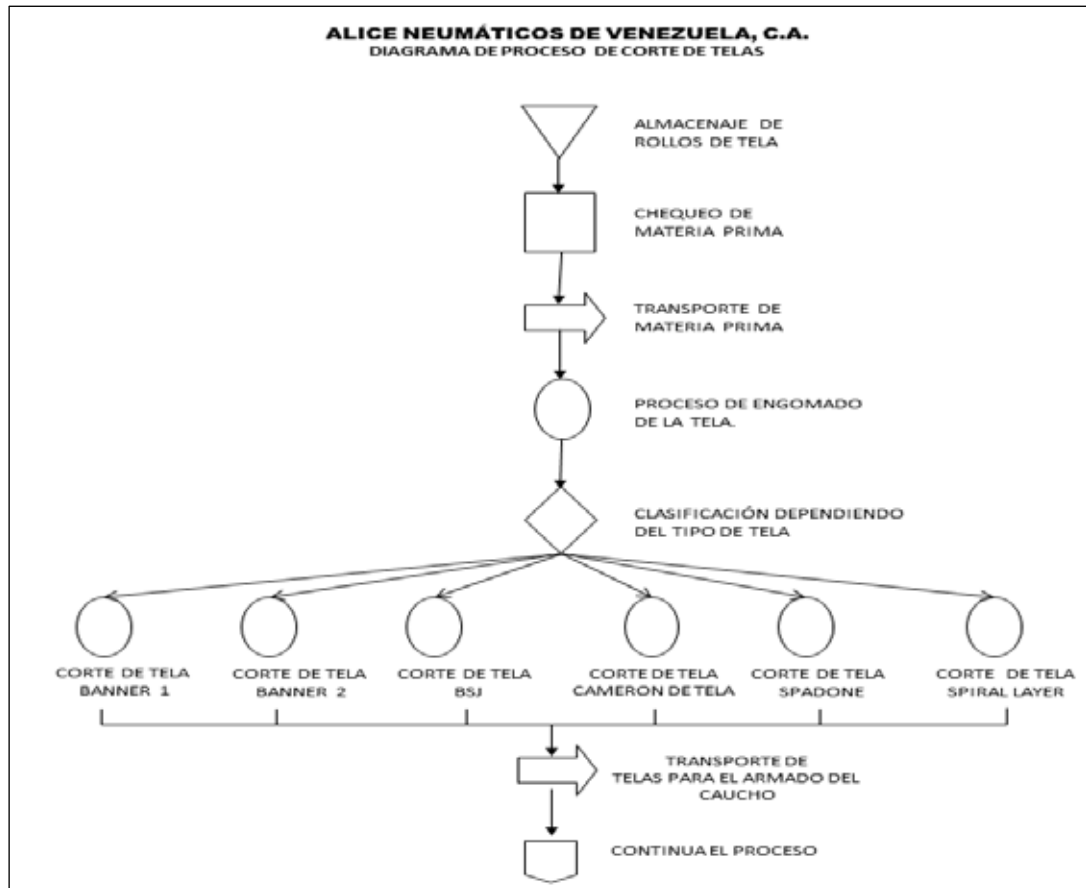 ALICE NEUMÁTICOS DE VENEZUELA, C.A.
DIAGRAMA DE PROCESO DE CORTE DE TELAS
ALMACENAJE DE
ROLLOS DE TELA
CHEQUEO DE
MATERIA PRIMA
TRANSPORTE DE
MATERIA PRIMA
PROCESO DE ENGOMADO
DE LA TELA.
CLASIFICACIÓN DEPENDIENDO
DEL TIPO DE TELA
CORTE DE TELA
BANNER 1
CORTE DE TELA
BANNER 2
CORTE DE TELA
BSJ
CORTE DE TELA
CAMERON DE TELA
CORTE DE TELA
SPADONE
CORTE DE TELA
SPIRAL LAYER
TRANSPORTE DE
TELAS PARA EL ARMADO DEL
CAUCHO
CONTINUA EL PROCESO